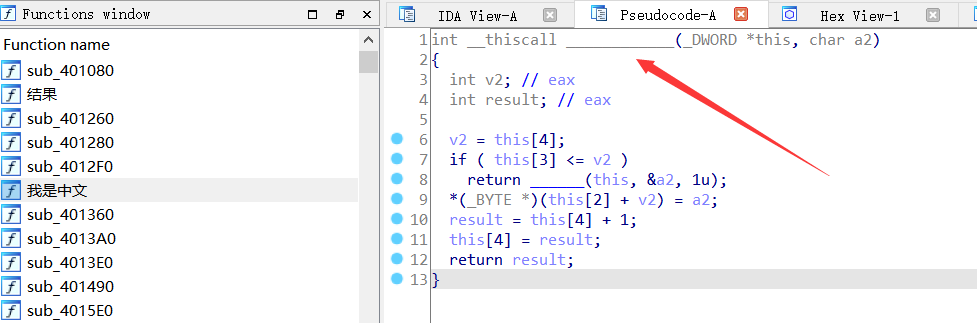 Functions window
Function name
sub_401080
结果
sub_401260
sub_401280
sub_4012F0
我是中文
sub_401360
sub_4013A0
sub_4013E0
sub_401490
sub_4015E0
IDA View-A
Pseudocode-A
Hex View-1
1 int __thiscall ____________(_DWORD *this, char a2)
2 {
3 int v2; // eax
4 int result; // eax
5
6 v2 = this[4];
7 if ( this[3] <= v2 )
8 return ______(this, &a2, 1u);
9 *(_BYTE *)(this[2] + v2) = a2;
10 result = this[4] + 1;
11 this[4] = result;
12 return result;
13 }